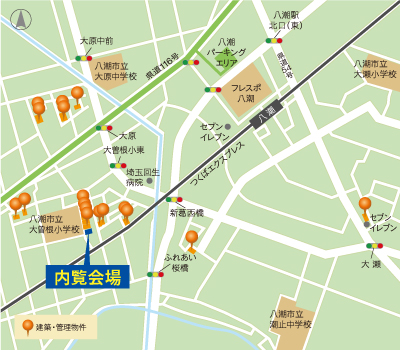 大原中前
八潮市立
大原中学校
県道116号
八潮
パーキング
エリア
八潮駅
北口(東)
県道54号
八潮市立
大瀬小学校
フレスポ
八潮
セブン
イレブン
八潮
つくばエクスプレス
大原
大曽根小東
埼玉回生
病院
新葛西橋
八潮市立
大曽根小学校
内覧会場
ふれあい
桜橋
セブン
イレブン
大瀬
八潮市立
潮止中学校
建築・管理物件